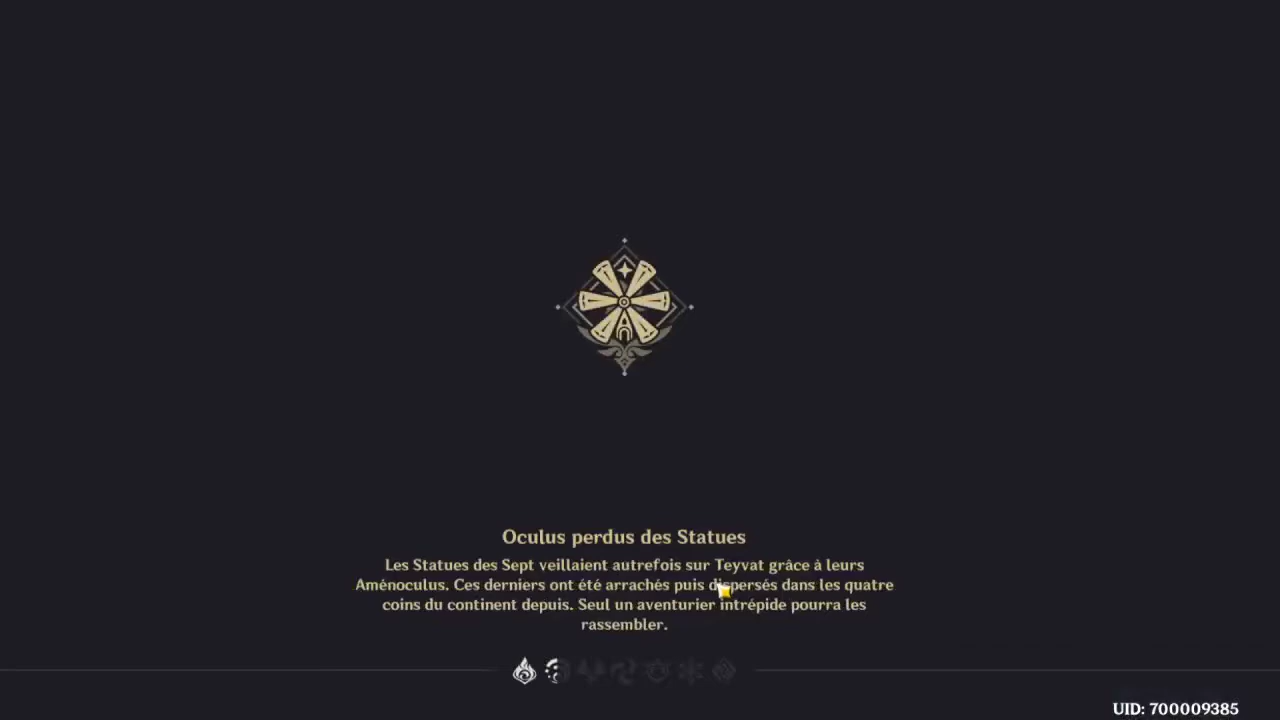 Oculus perdus des Statues
Les Statues des Sept veillaient autrefois sur Teyvat grâce à leurs
Aménoculus. Ces derniers ont été arrachés puis dispersés dans les quatre
coins du continent depuis. Seul un aventurier intrépide pourra les
rassembler.
UID: 700009385